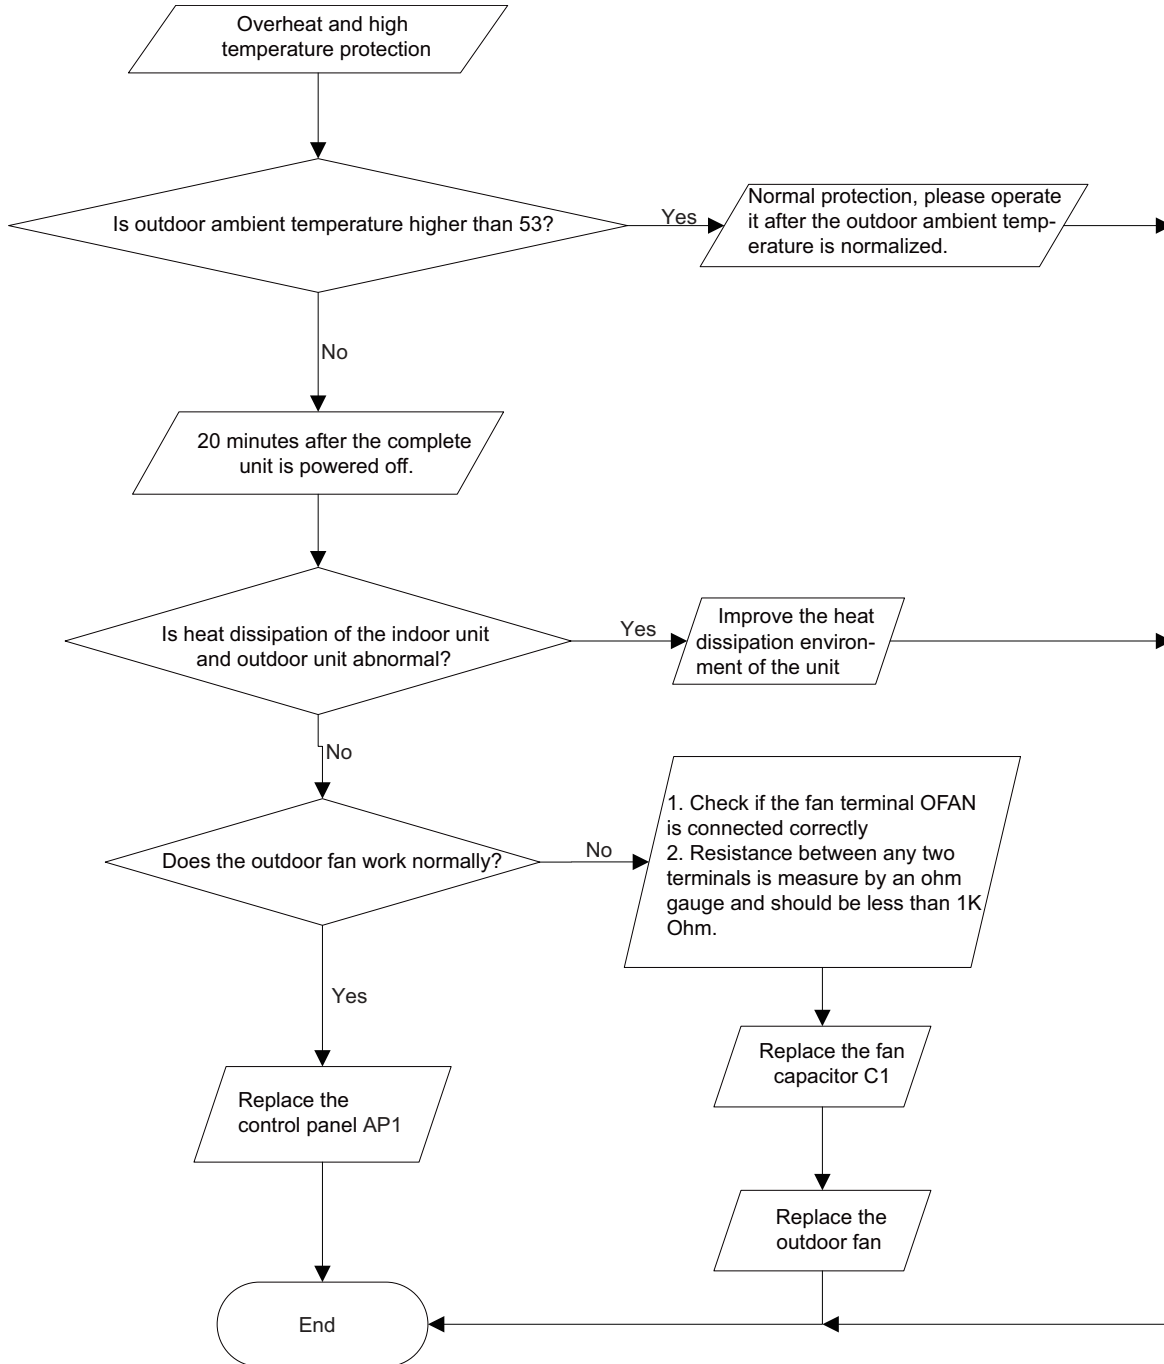 Overheat and high
temperature protection
Is outdoor ambient temperature higher than 53?
Yes
Normal protection, please operate
it after the outdoor ambient temp-
erature is normalized.
No
20 minutes after the complete
unit is powered off.
Is heat dissipation of the indoor unit
and outdoor unit abnormal?
Yes
Improve the heat
dissipation environ-
ment of the unit
No
Does the outdoor fan work normally?
No
1. Check if the fan terminal OFAN
is connected correctly
2. Resistance between any two
terminals is measure by an ohm
gauge and should be less than 1K
Ohm.
Yes
Replace the fan
capacitor C1
Replace the
control panel AP1
Replace the
outdoor fan
End